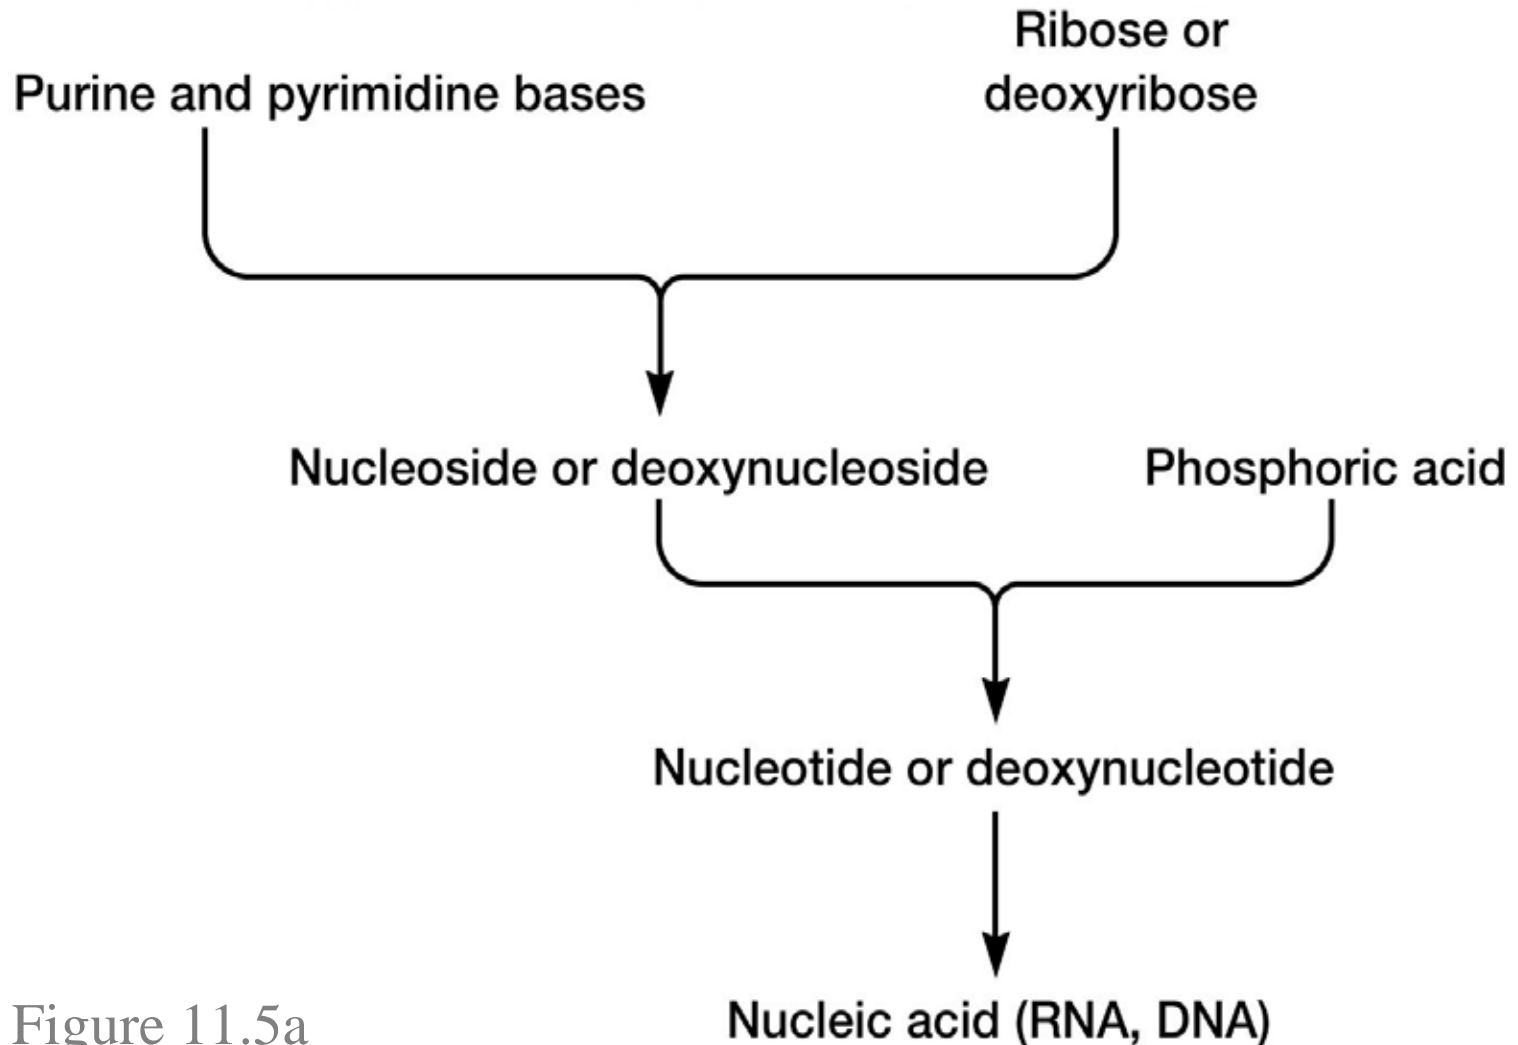 Ribose or
Purine and pyrimidine bases
deoxyribose
Nucleoside or deoxynucleoside
Phosphoric acid
Nucleotide or deoxynucleotide
Nucleic acid (RNA, DNA)
Figure 11.5a